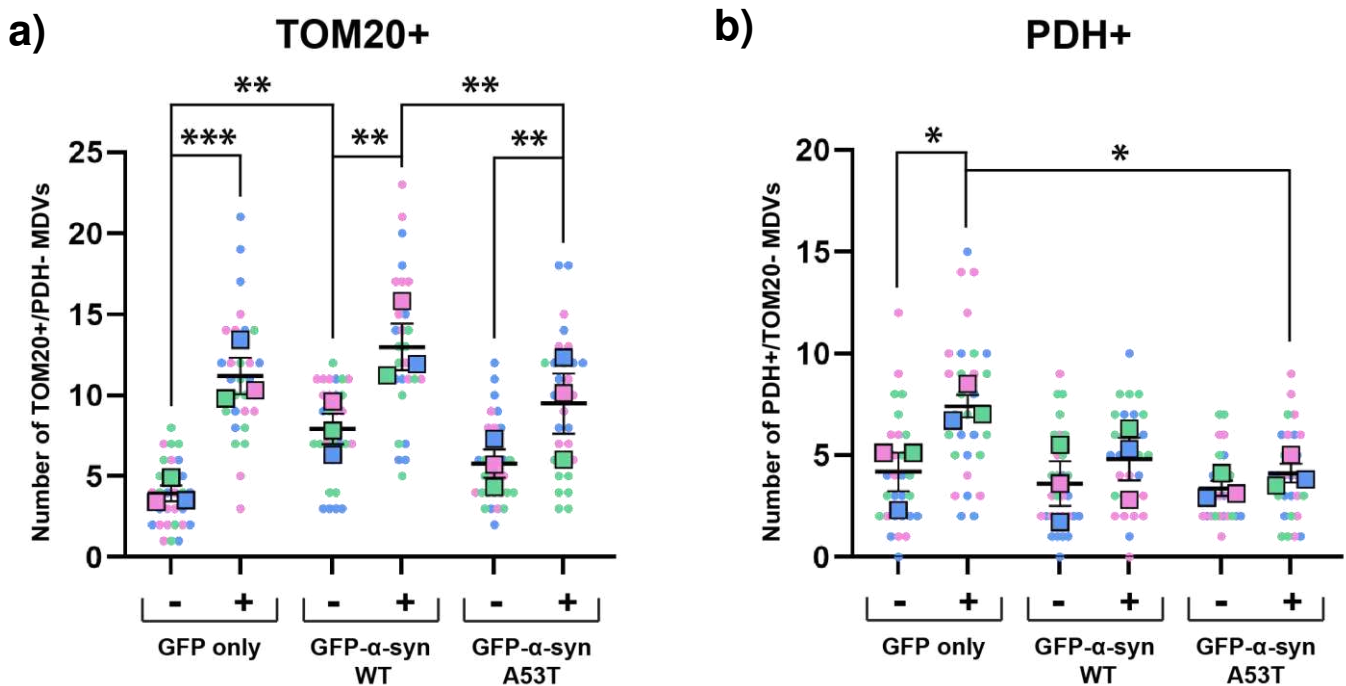 a)
TOM20+
**
**
***
**
**
25
20
15
10
5
0
Number of TOM20+/PDH- MDVs
-
+
-
+
-
+
GFP only
GFP-α-syn
WT
GFP-α-syn
A53T
b)
PDH+
*
*
20
15
10
5
0
Number of PDH+/TOM20- MDVs
-
+
-
+
-
+
GFP only
GFP-α-syn
WT
GFP-α-syn
A53T